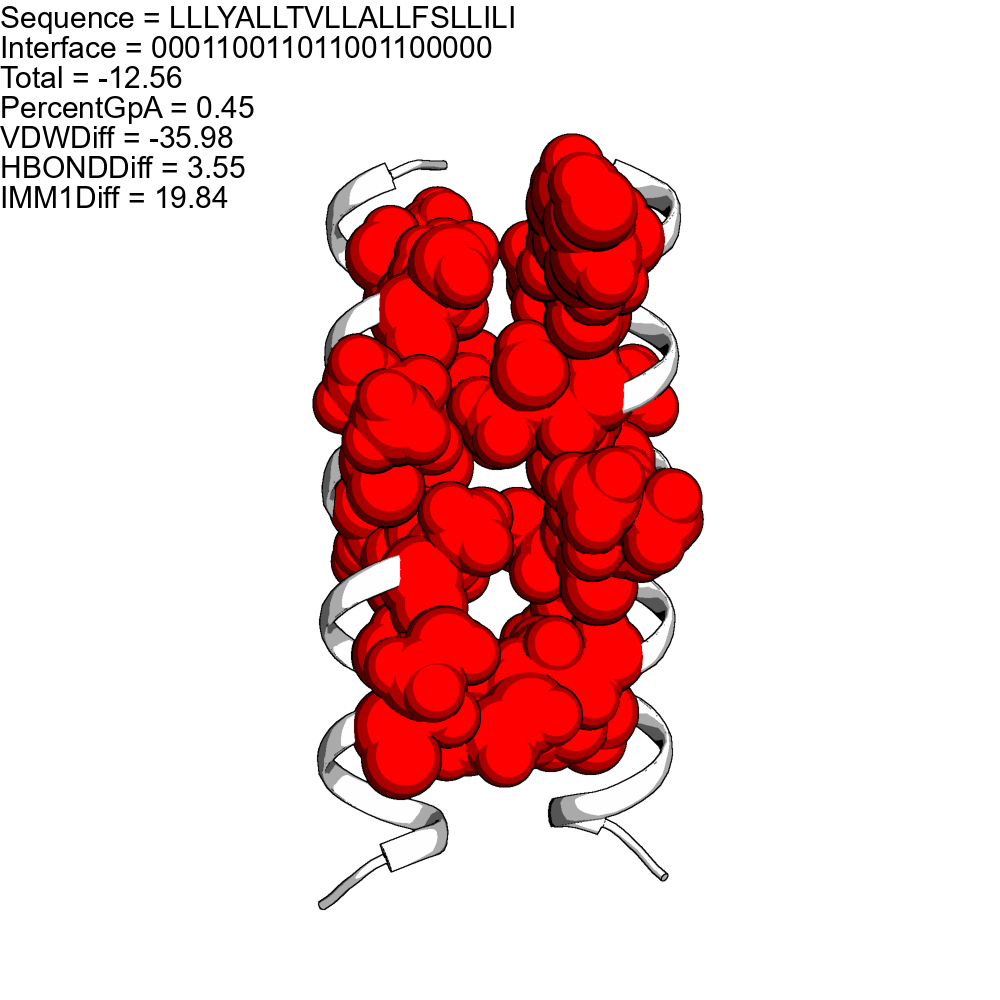 Sequence = LLLYALLTVLLALLFSLLILI
Interface = 000110011011001100000
Total = -12.56
PercentGpA = 0.45
VDWDiff = -35.98
HBONDDiff = 3.55
IMM1Diff = 19.84